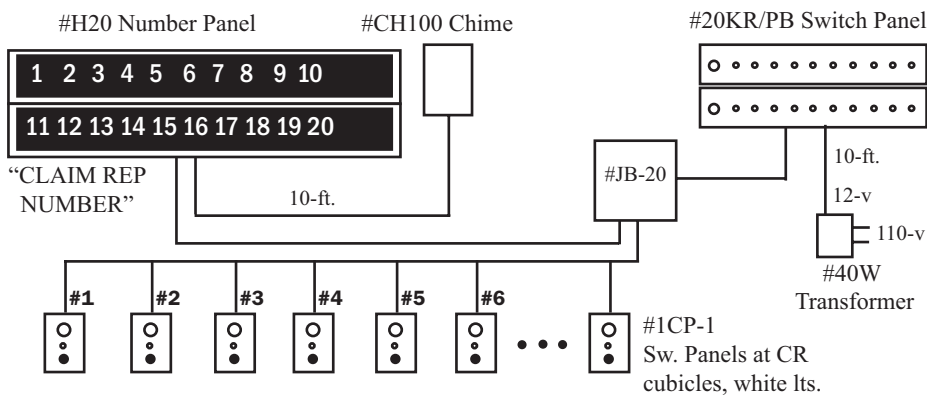 #H20 Number Panel
#CH100 Chime
#20KR/PB Switch Panel
1 2 3 4 5 6 7 8 9 10
11 12 13 14 15 16 17 18 19 20
“CLAIM REP
NUMBER”
10-ft.
#JB-20
10-ft.
12-v
110-v
#40W
Transformer
#1
#2
#3
#4
#5
#6
#1CP-1
Sw. Panels at CR
cubicles, white lts.